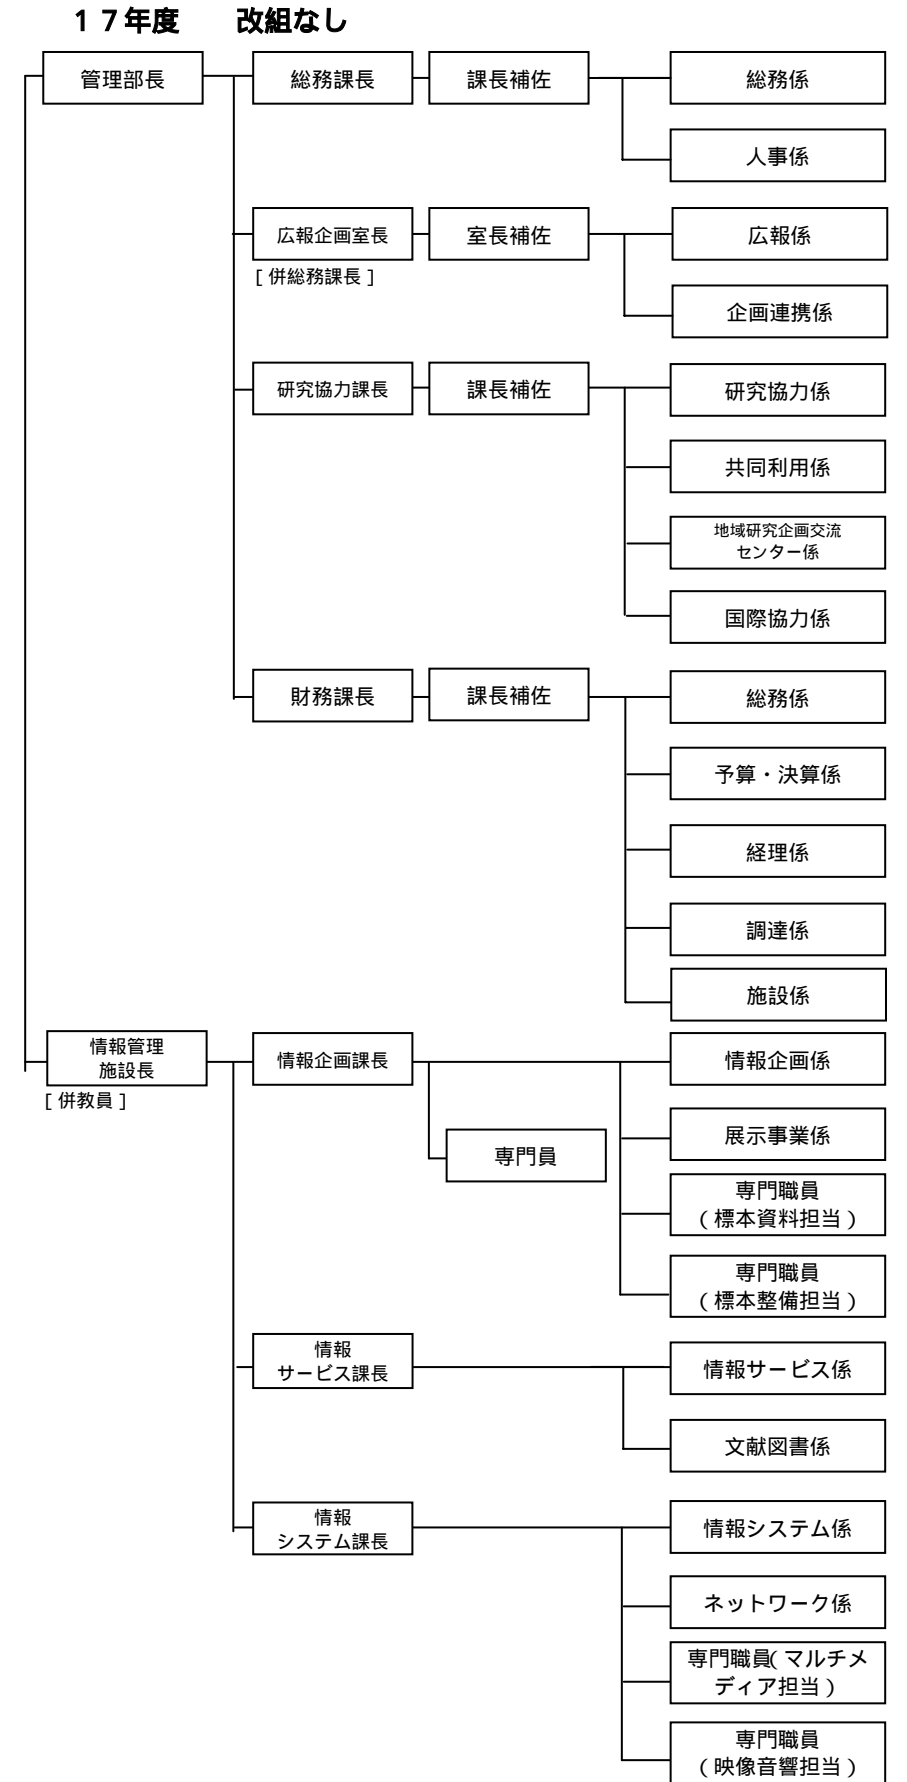 １７年度　　改組なし
管理部長
総務課長
課長補佐
総務係
人事係
広報企画室長
[ 併総務課長 ]
室長補佐
広報係
企画連携係
研究協力課長
課長補佐
研究協力係
共同利用係
地域研究企画交流
センター係
国際協力係
財務課長
課長補佐
総務係
予算・決算係
経理係
調達係
施設係
情報管理
施設長
[ 併教員 ]
情報企画課長
専門員
情報企画係
展示事業係
専門職員
（標本資料担当）
専門職員
（標本整備担当）
情報
サービス課長
情報サービス係
文献図書係
情報
システム課長
情報システム係
ネットワーク係
専門職員（マルチメ
ディア担当）
専門職員
（映像音響担当）